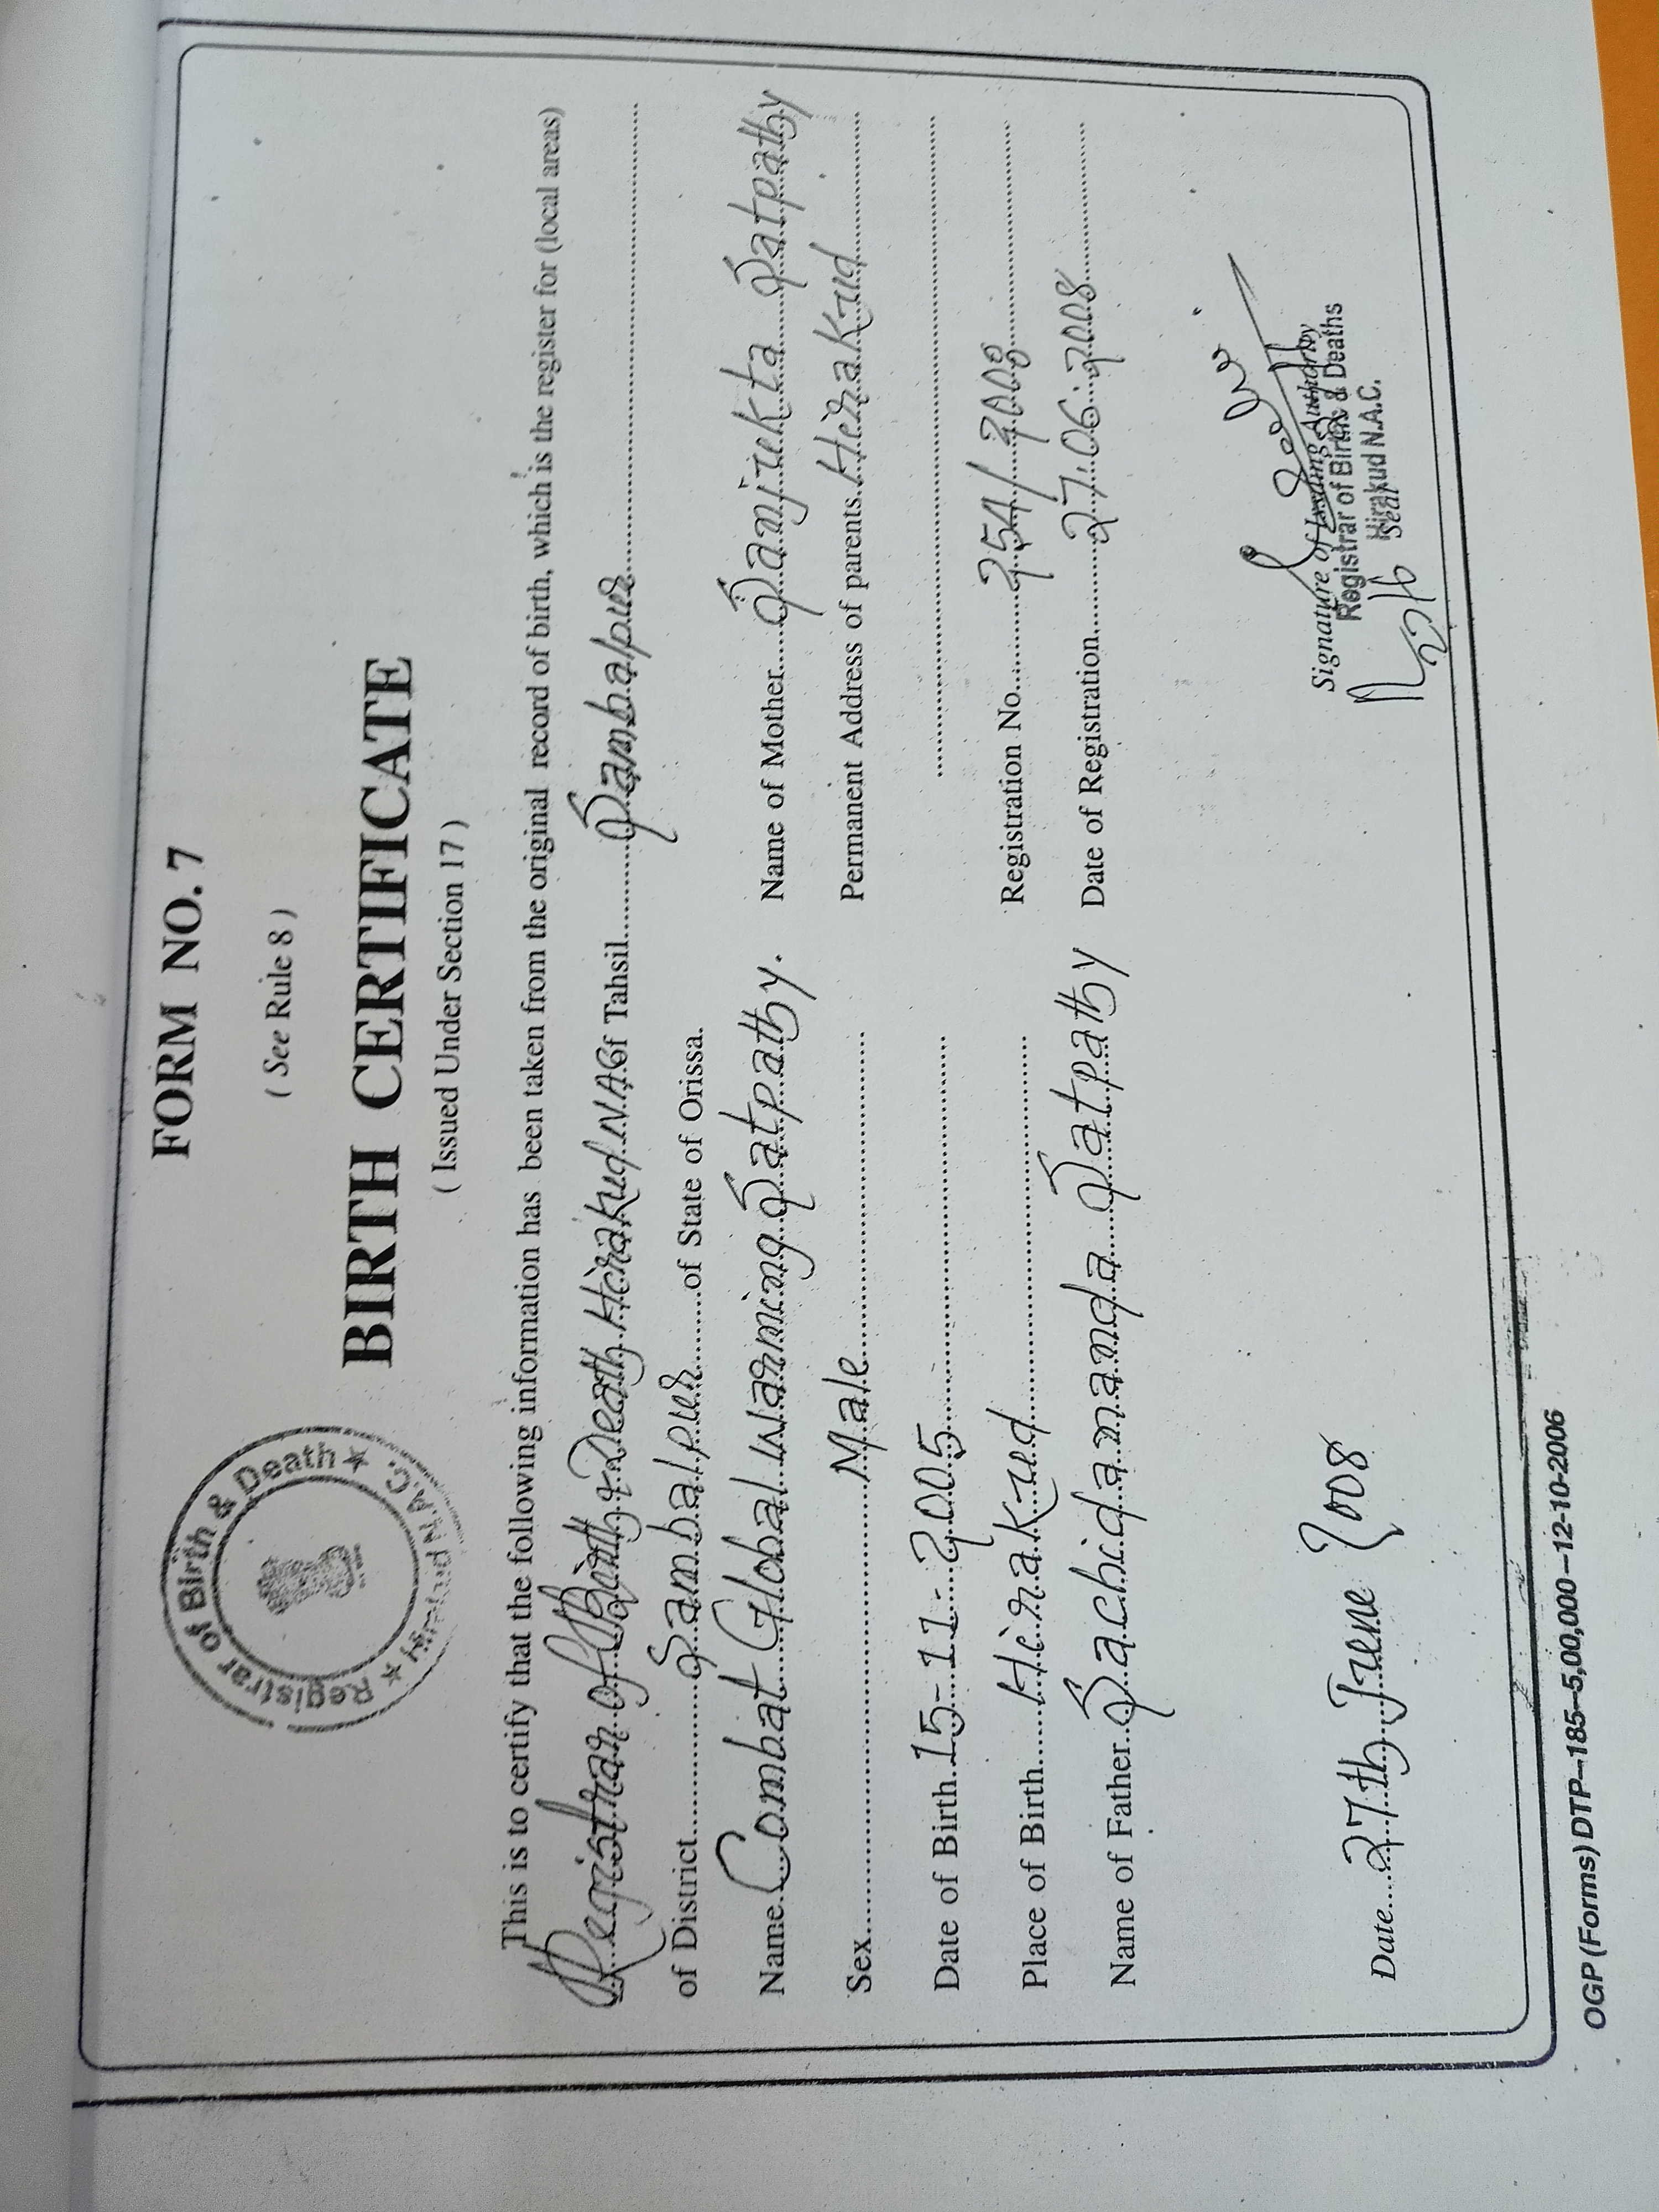 FORM NO. 7
( See Rule 8 )
BIRTH CERTIFICATE
( Issued Under Section 17 )
Registrar of Birth & Death ★ Hirakud N.A.C. ★
This is to certify that the following information has been taken from the original record of birth, which is the register for (local areas)
Registrar of Birth & Death Hirakud N.A.C of Tahsil Sambalpur
of District Sambalpur of State of Orissa.
Name Combat Global warming Satpathy. Name of Mother Sanjukta Satpathy
Sex Male Permanent Address of parents Hirakud
Date of Birth 15-11-2005
Place of Birth Hirakud Registration No. 254/2008
Name of Father Sachidananda Satpathy Date of Registration 27.06.2008
Signature of Issuing Authority
Registrar of Births & Deaths
Hirakud N.A.C.
Seal
Date 27th June 2008
OGP (Forms) DTP–185–5,00,000–12-10-2006